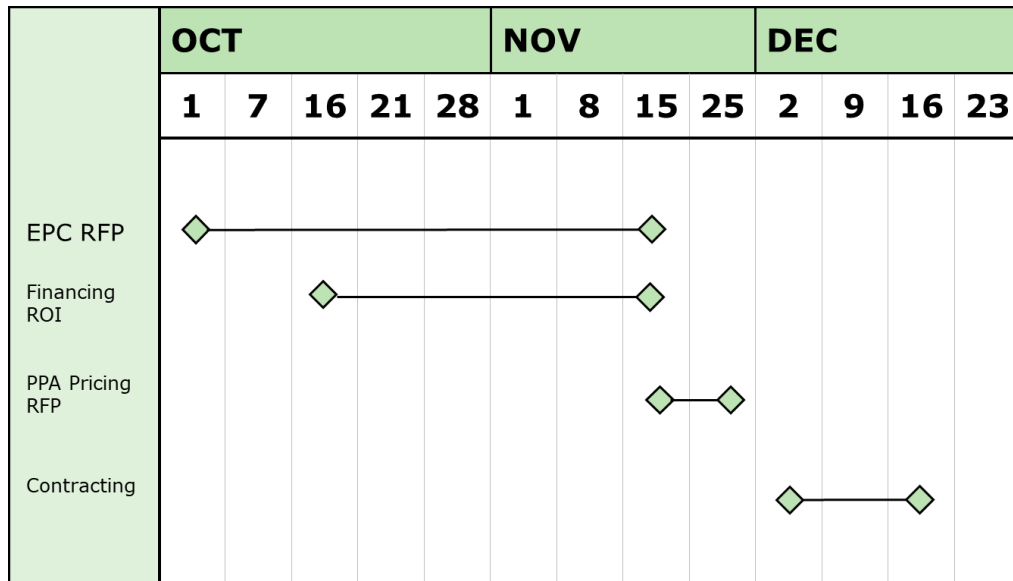 OCT NOV DEC
1 7 16 21 28 1 8 15 25 2 9 16 23
EPC RFP
Financing
ROI
PPA Pricing
RFP
Contracting